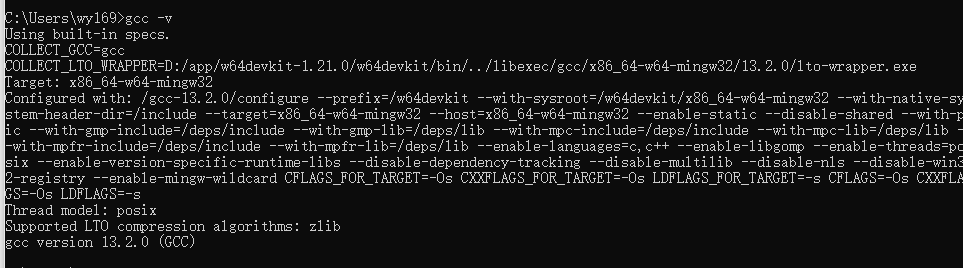 C:\Users\wy169>gcc -v
Using built-in specs.
COLLECT_GCC=gcc
COLLECT_LTO_WRAPPER=D:/app/w64devkit-1.21.0/w64devkit/bin/../libexec/gcc/x86_64-w64-mingw32/13.2.0/lto-wrapper.exe
Target: x86_64-w64-mingw32
Configured with: /gcc-13.2.0/configure --prefix=/w64devkit --with-sysroot=/w64devkit/x86_64-w64-mingw32 --with-native-sy
stem-header-dir=/include --target=x86_64-w64-mingw32 --host=x86_64-w64-mingw32 --enable-static --disable-shared --with-p
ic --with-gmp-include=/deps/include --with-gmp-lib=/deps/lib --with-mpc-include=/deps/include --with-mpc-lib=/deps/lib -
-with-mpfr-include=/deps/include --with-mpfr-lib=/deps/lib --enable-languages=c,c++ --enable-libgomp --enable-threads=po
six --enable-version-specific-runtime-libs --disable-dependency-tracking --disable-multilib --disable-nls --disable-win3
2-registry --enable-mingw-wildcard CFLAGS_FOR_TARGET=-Os CXXFLAGS_FOR_TARGET=-Os LDFLAGS_FOR_TARGET=-s CFLAGS=-Os CXXFLA
GS=-Os LDFLAGS=-s
Thread model: posix
Supported LTO compression algorithms: zlib
gcc version 13.2.0 (GCC)